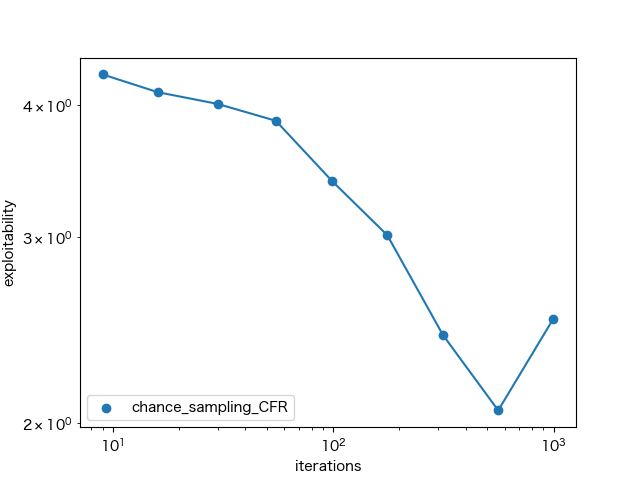 4 × 10⁰
3 × 10⁰
2 × 10⁰
exploitability
chance_sampling_CFR
10¹
10²
10³
iterations